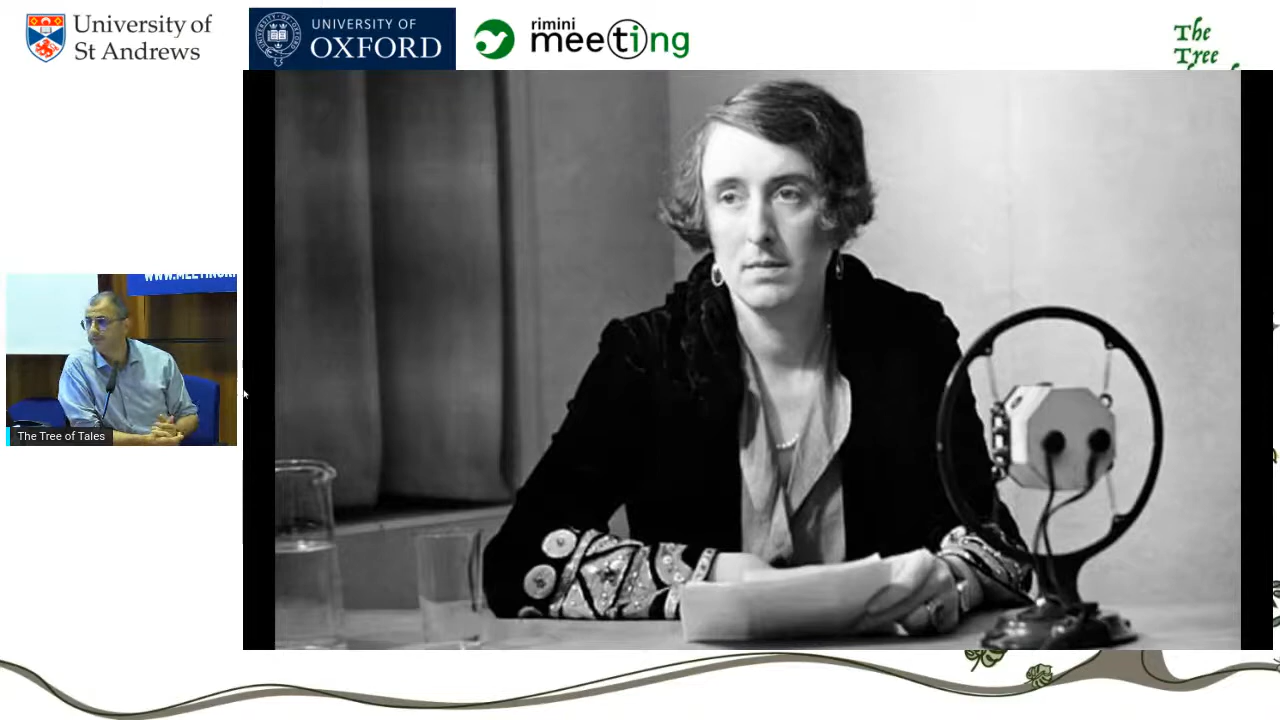 University of
St Andrews
UNIVERSITY OF
OXFORD
rimini
meeting
The
Tree
The Tree of Tales